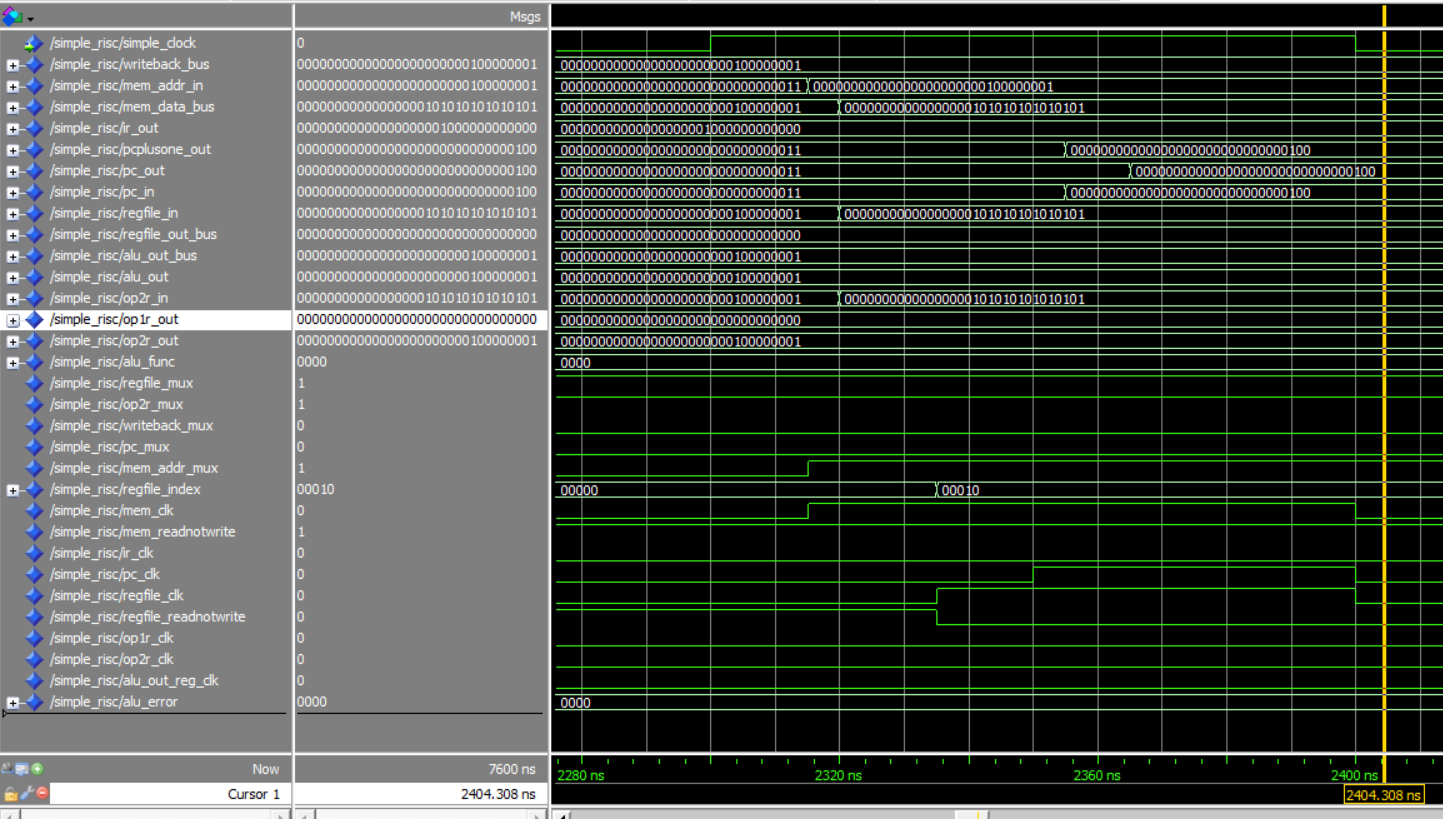 Msgs
/simple_risc/simple_clock 0
/simple_risc/writeback_bus 00000000000000000000000100000001 00000000000000000000000100000001
/simple_risc/mem_addr_in 00000000000000000000000100000001 00000000000000000000000000000011 00000000000000000000000100000001
/simple_risc/mem_data_bus 00000000000000000101010101010101 00000000000000000000000100000001 00000000000000000101010101010101
/simple_risc/ir_out 00000000000000000001000000000000 00000000000000000001000000000000
/simple_risc/pcplusone_out 00000000000000000000000000000100 00000000000000000000000000000011 00000000000000000000000000000100
/simple_risc/pc_out 00000000000000000000000000000100 00000000000000000000000000000011 00000000000000000000000000000100
/simple_risc/pc_in 00000000000000000000000000000100 00000000000000000000000000000011 00000000000000000000000000000100
/simple_risc/regfile_in 00000000000000000101010101010101 00000000000000000000000100000001 00000000000000000101010101010101
/simple_risc/regfile_out_bus 00000000000000000000000000000000 00000000000000000000000000000000
/simple_risc/alu_out_bus 00000000000000000000000100000001 00000000000000000000000100000001
/simple_risc/alu_out 00000000000000000000000100000001 00000000000000000000000100000001
/simple_risc/op2r_in 00000000000000000101010101010101 00000000000000000000000100000001 00000000000000000101010101010101
/simple_risc/op1r_out 00000000000000000000000000000000 00000000000000000000000000000000
/simple_risc/op2r_out 00000000000000000000000100000001 00000000000000000000000100000001
/simple_risc/alu_func 0000 0000
/simple_risc/regfile_mux 1
/simple_risc/op2r_mux 1
/simple_risc/writeback_mux 0
/simple_risc/pc_mux 0
/simple_risc/mem_addr_mux 1
/simple_risc/regfile_index 00010 00000 00010
/simple_risc/mem_clk 0
/simple_risc/mem_readnotwrite 1
/simple_risc/ir_clk 0
/simple_risc/pc_clk 0
/simple_risc/regfile_clk 0
/simple_risc/regfile_readnotwrite 0
/simple_risc/op1r_clk 0
/simple_risc/op2r_clk 0
/simple_risc/alu_out_reg_clk 0
/simple_risc/alu_error 0000 0000
Now 7600 ns 2280 ns 2320 ns 2360 ns 2400 ns
Cursor 1 2404.308 ns 2404.308 ns